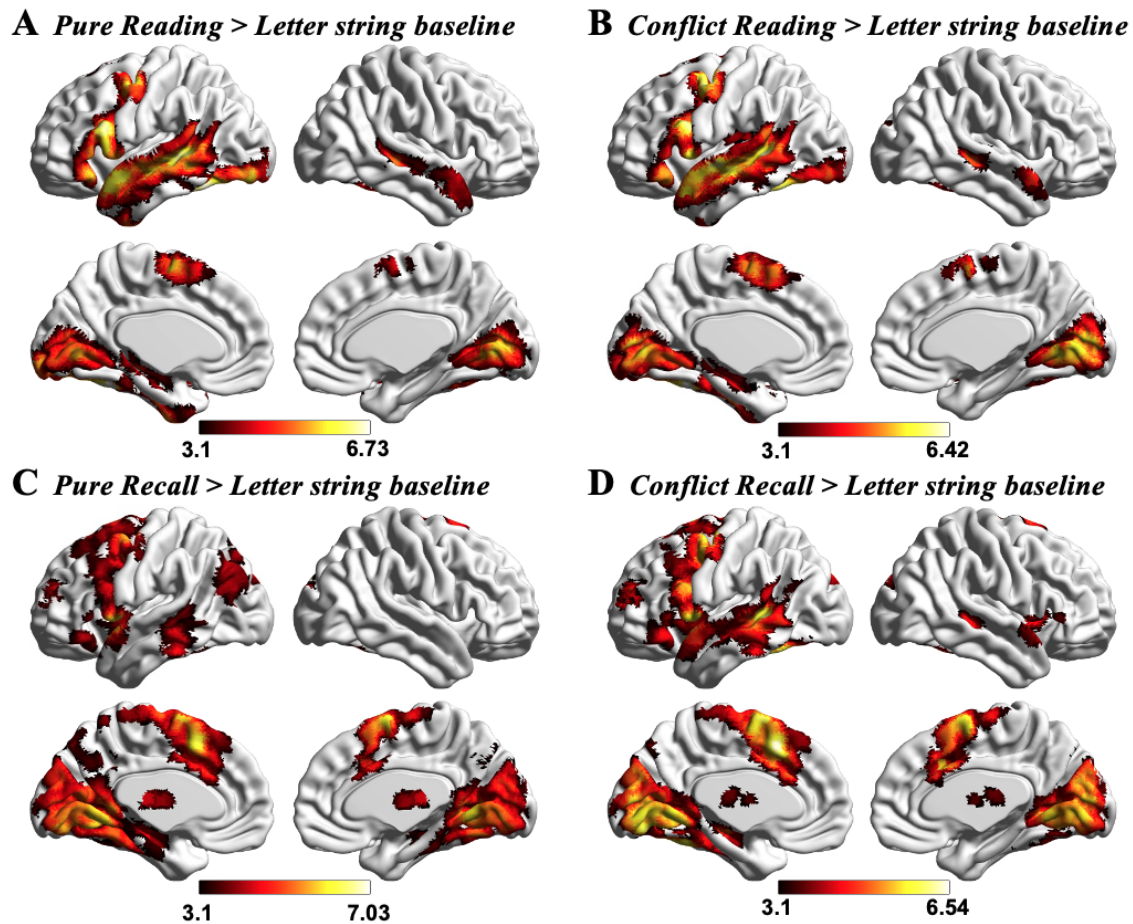 A Pure Reading > Letter string baseline
B Conflict Reading > Letter string baseline
3.1 6.73
3.1 6.42
C Pure Recall > Letter string baseline
D Conflict Recall > Letter string baseline
3.1 7.03
3.1 6.54